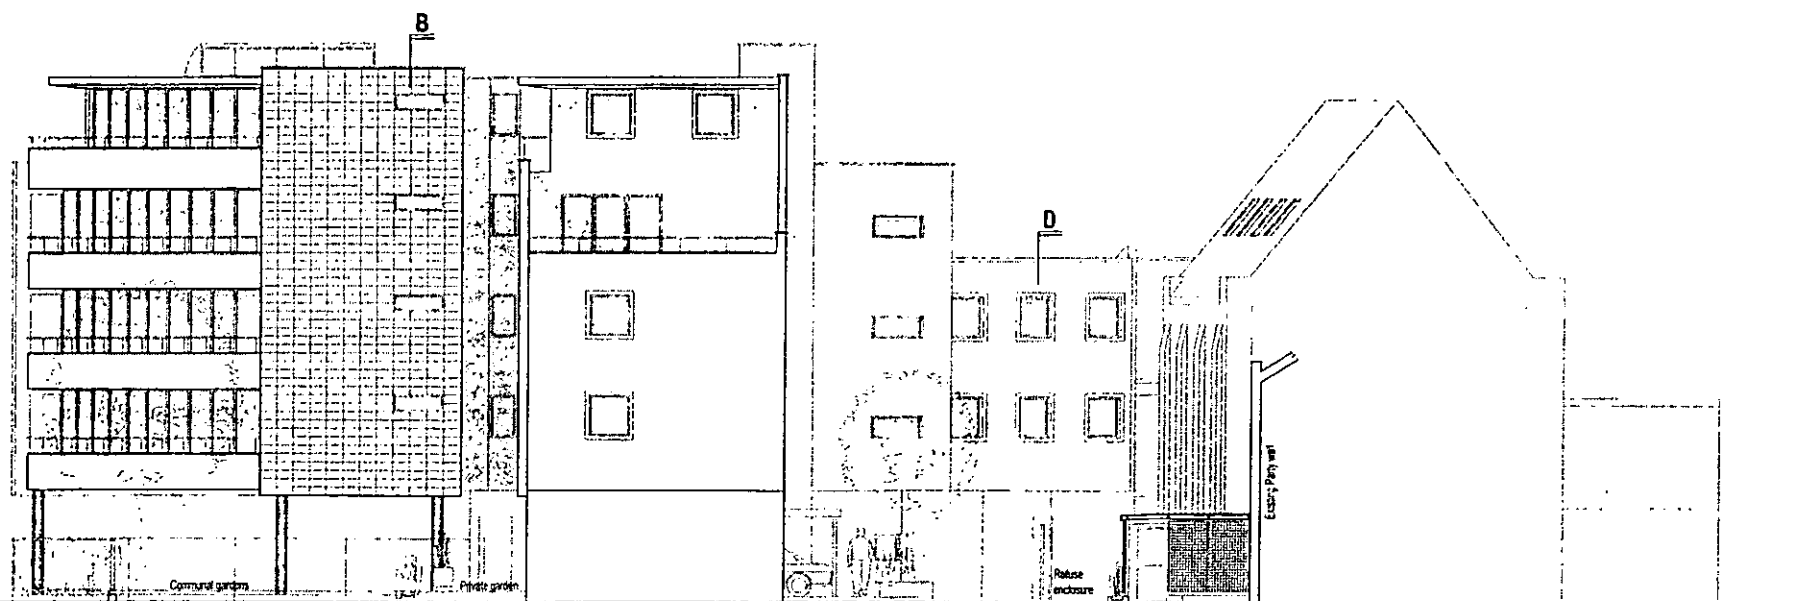 B
D
Existing Party wall
Communal gardens
Private garden
Refuse
enclosure